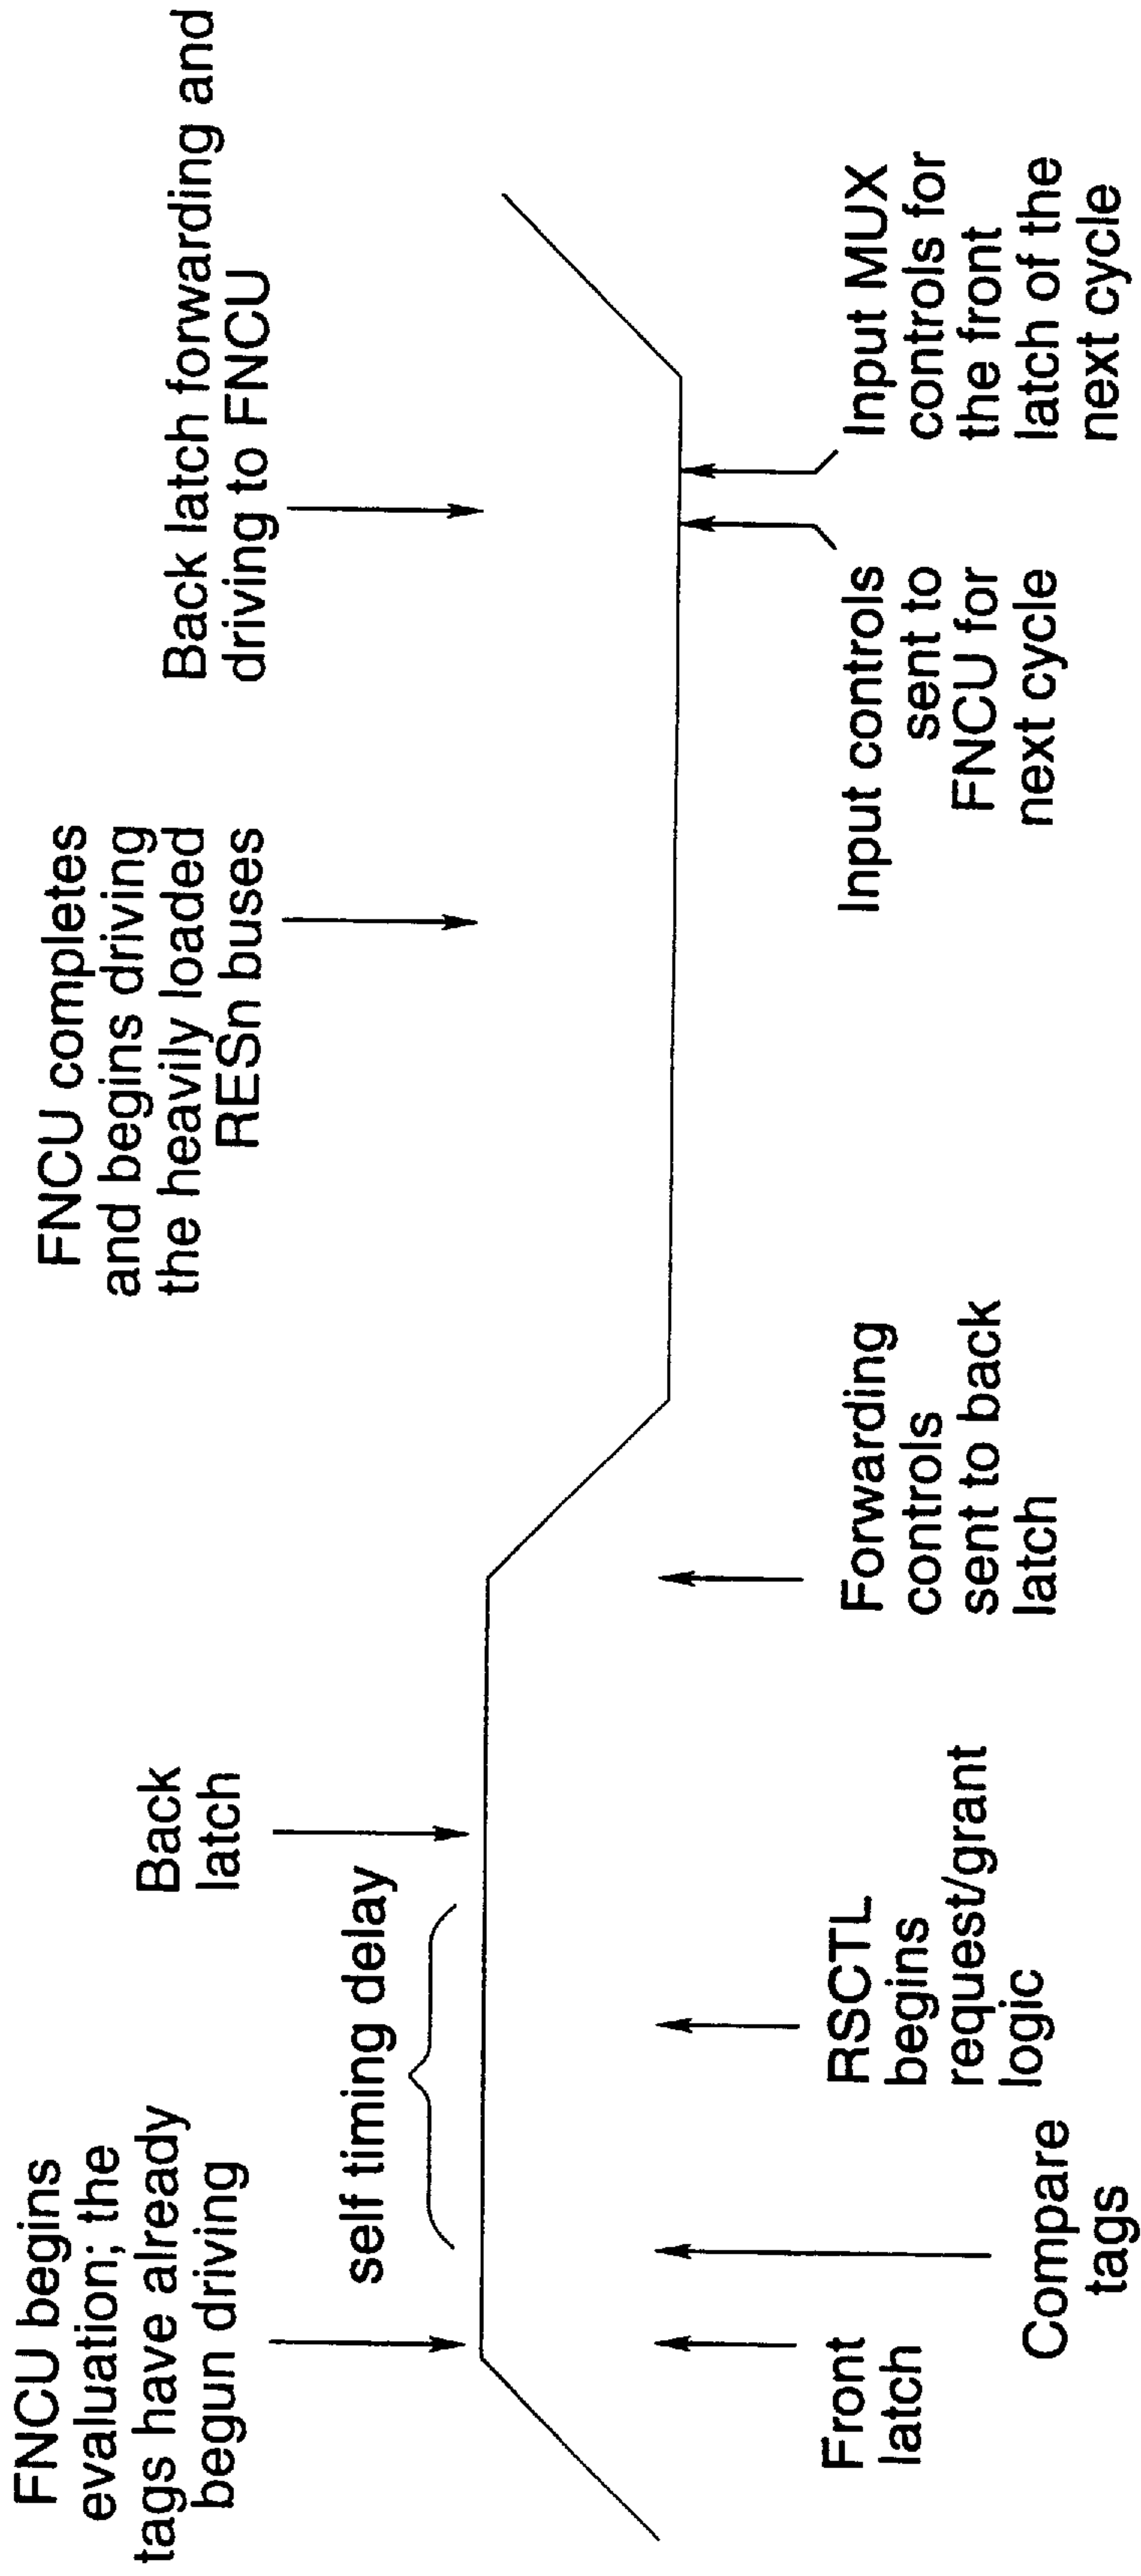 FNCU begins
evaluation; the
tags have already
begun driving
self timing delay
Back
latch
FNCU completes
and begins driving
the heavily loaded
RESn buses
Back latch forwarding and
driving to FNCU
Front
latch
Compare
tags
RSCTL
begins
request/grant
logic
Forwarding
controls
sent to back
latch
Input controls
sent to
FNCU for
next cycle
Input MUX
controls for
the front
latch of the
next cycle